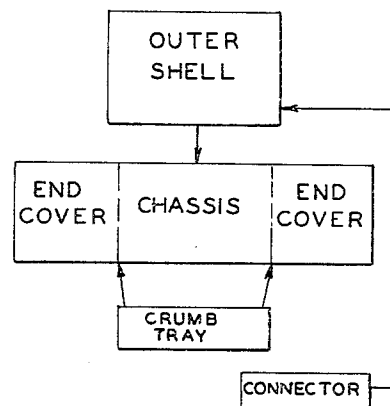 OUTER
SHELL
END
COVER
CHASSIS
END
COVER
CRUMB
TRAY
CONNECTOR